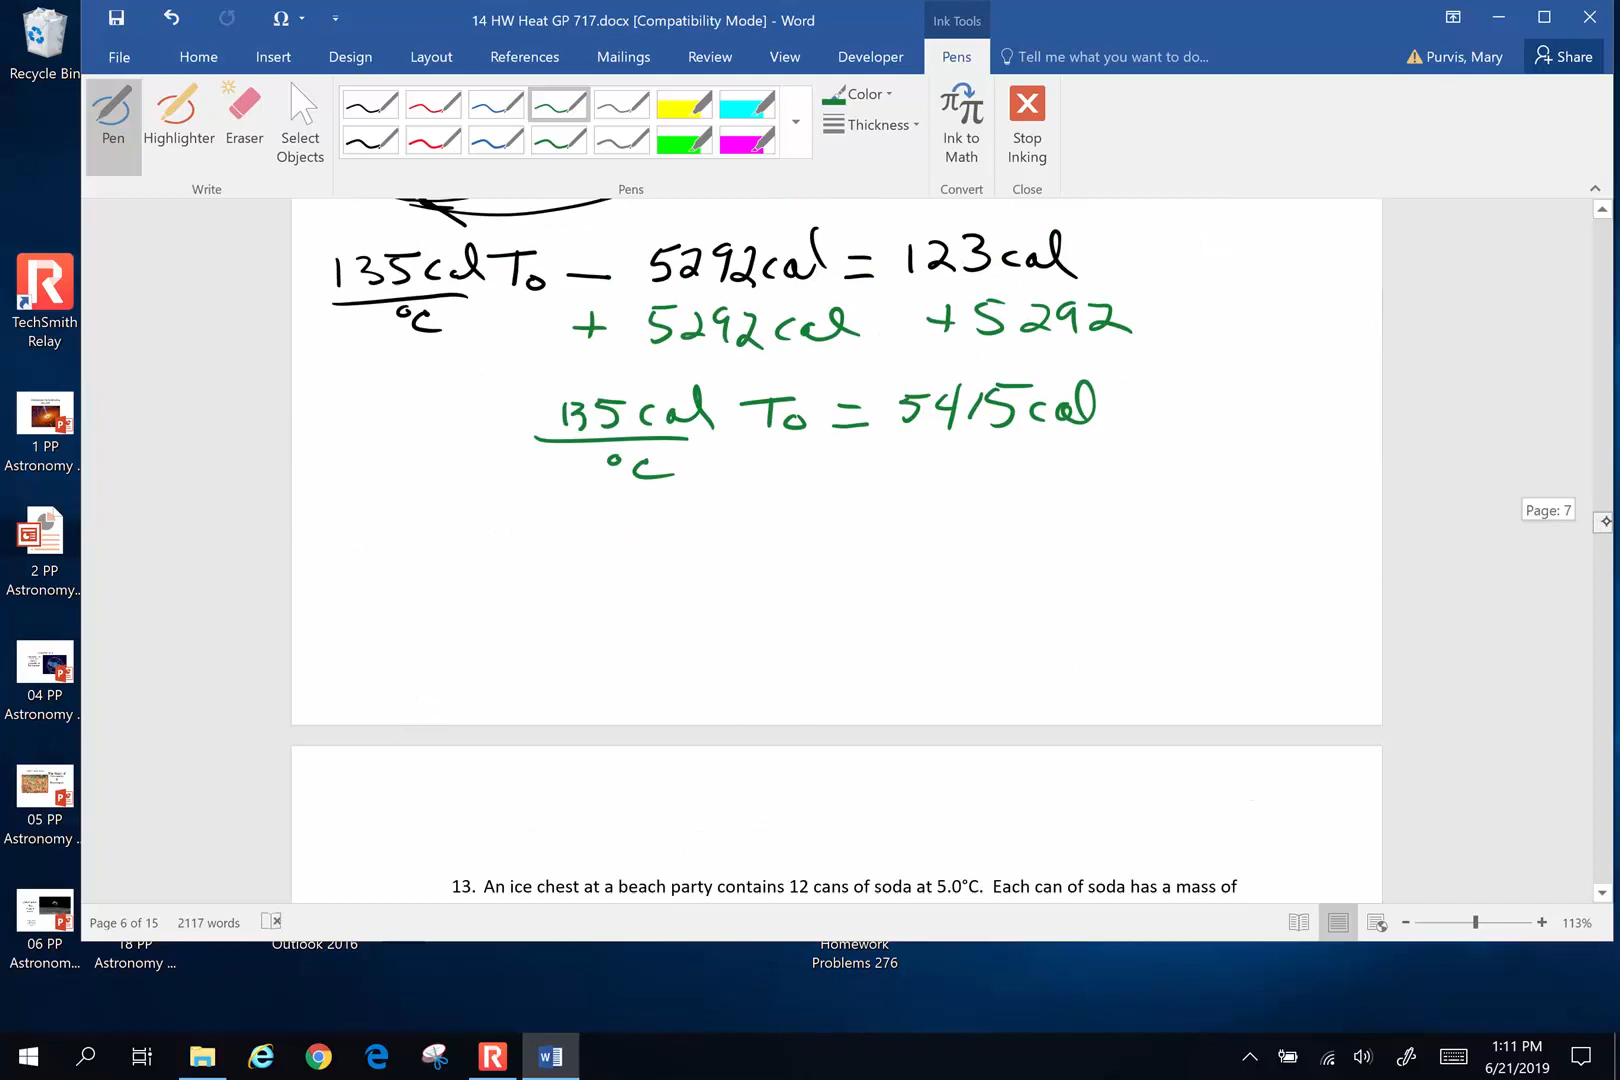 14 HW Heat GP 717.docx [Compatibility Mode] - Word
Ink Tools
File Home Insert Design Layout References Mailings Review View Developer Pens Tell me what you want to do... Purvis, Mary Share
Pen Highlighter Eraser Select Objects
Color
Thickness
Ink to Math
Stop Inking
Write Pens Convert Close
Recycle Bin
TechSmith Relay
1 PP Astronomy ...
2 PP Astronomy...
04 PP Astronomy ...
05 PP Astronomy ...
06 PP Astronom...
18 PP Astronomy ...
Outlook 2016
Homework Problems 276
135cal To - 5292cal = 123cal
°C
+ 5292cal +5292
135cal To = 5415cal
°C
Page: 7
13. An ice chest at a beach party contains 12 cans of soda at 5.0°C. Each can of soda has a mass of
Page 6 of 15 2117 words 113%
1:11 PM
6/21/2019